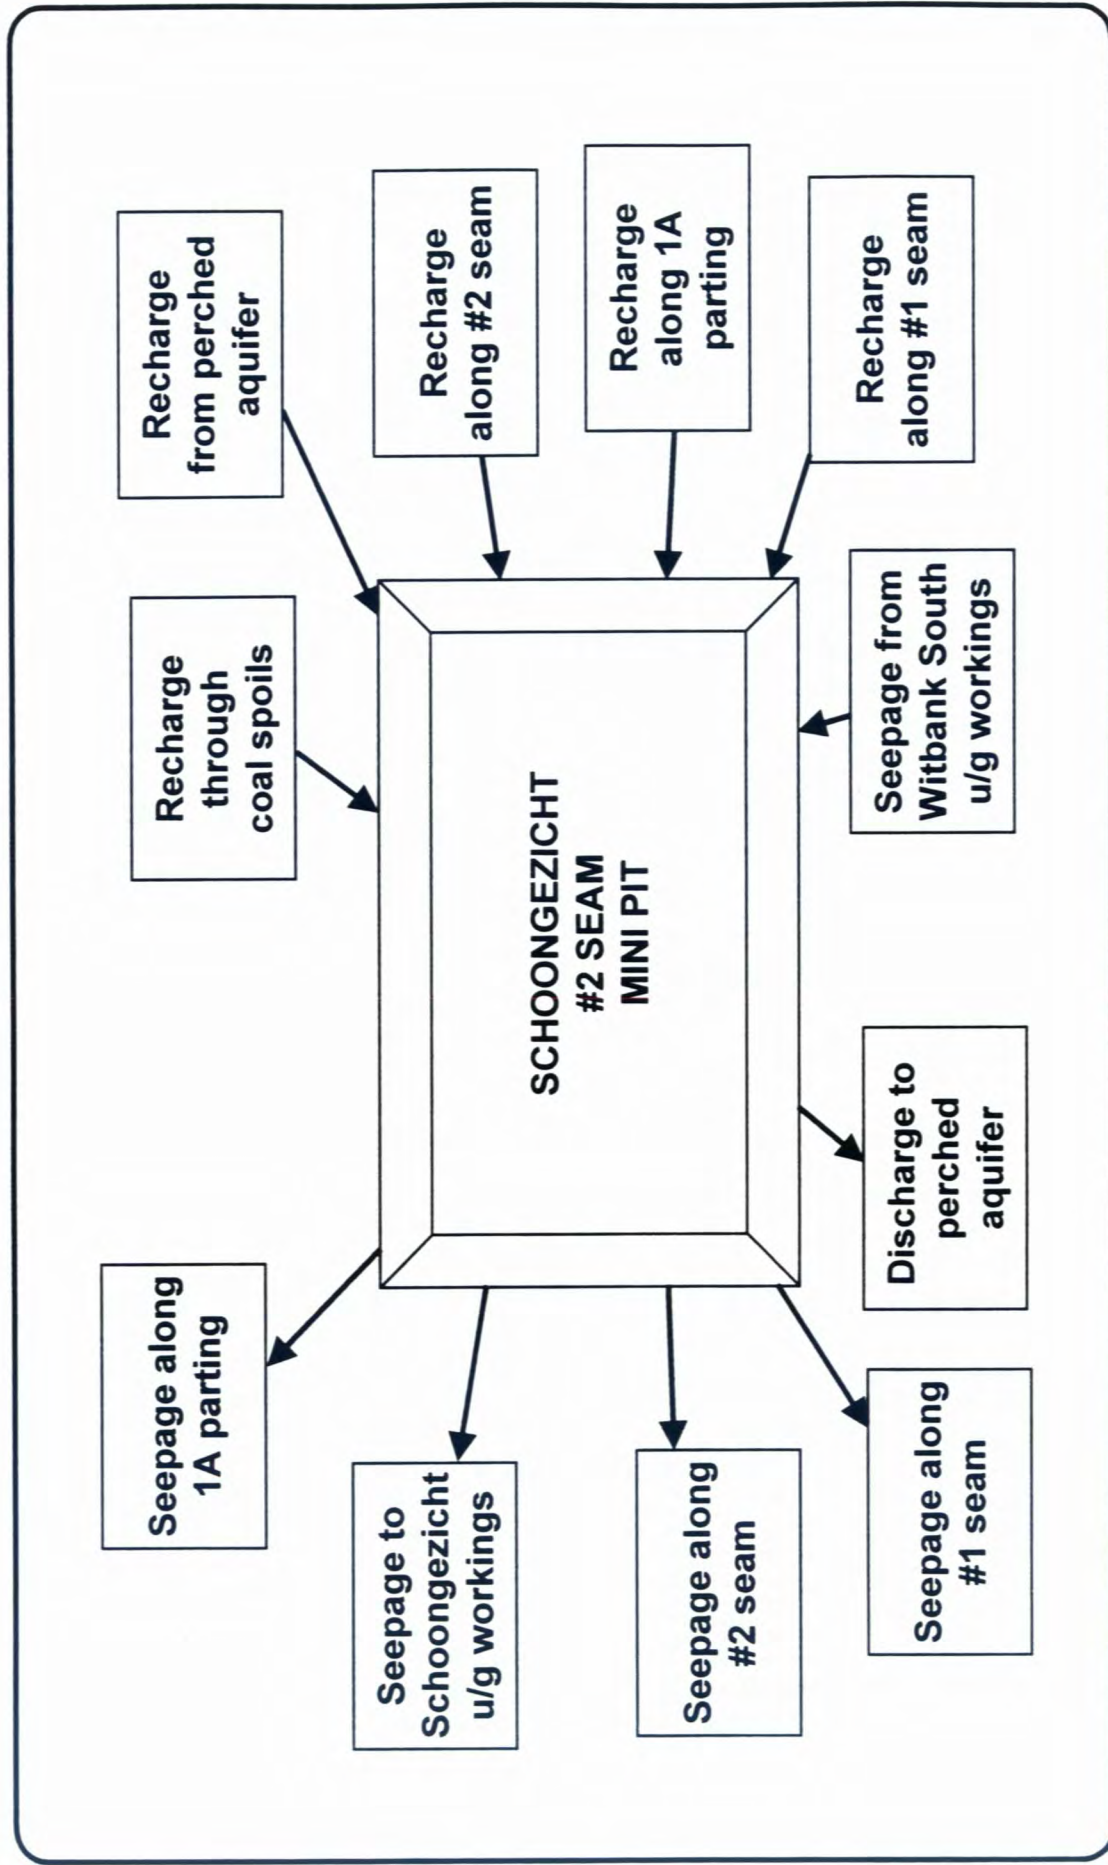 Seepage along
1A parting
Recharge
through
coal spoils
Recharge
from perched
aquifer
Seepage to
Schoongezicht
u/g workings
Recharge
along #2 seam
SCHOONGEZICHT
#2 SEAM
MINI PIT
Seepage along
#2 seam
Recharge
along 1A
parting
Seepage along
#1 seam
Discharge to
perched
aquifer
Seepage from
Witbank South
u/g workings
Recharge
along #1 seam